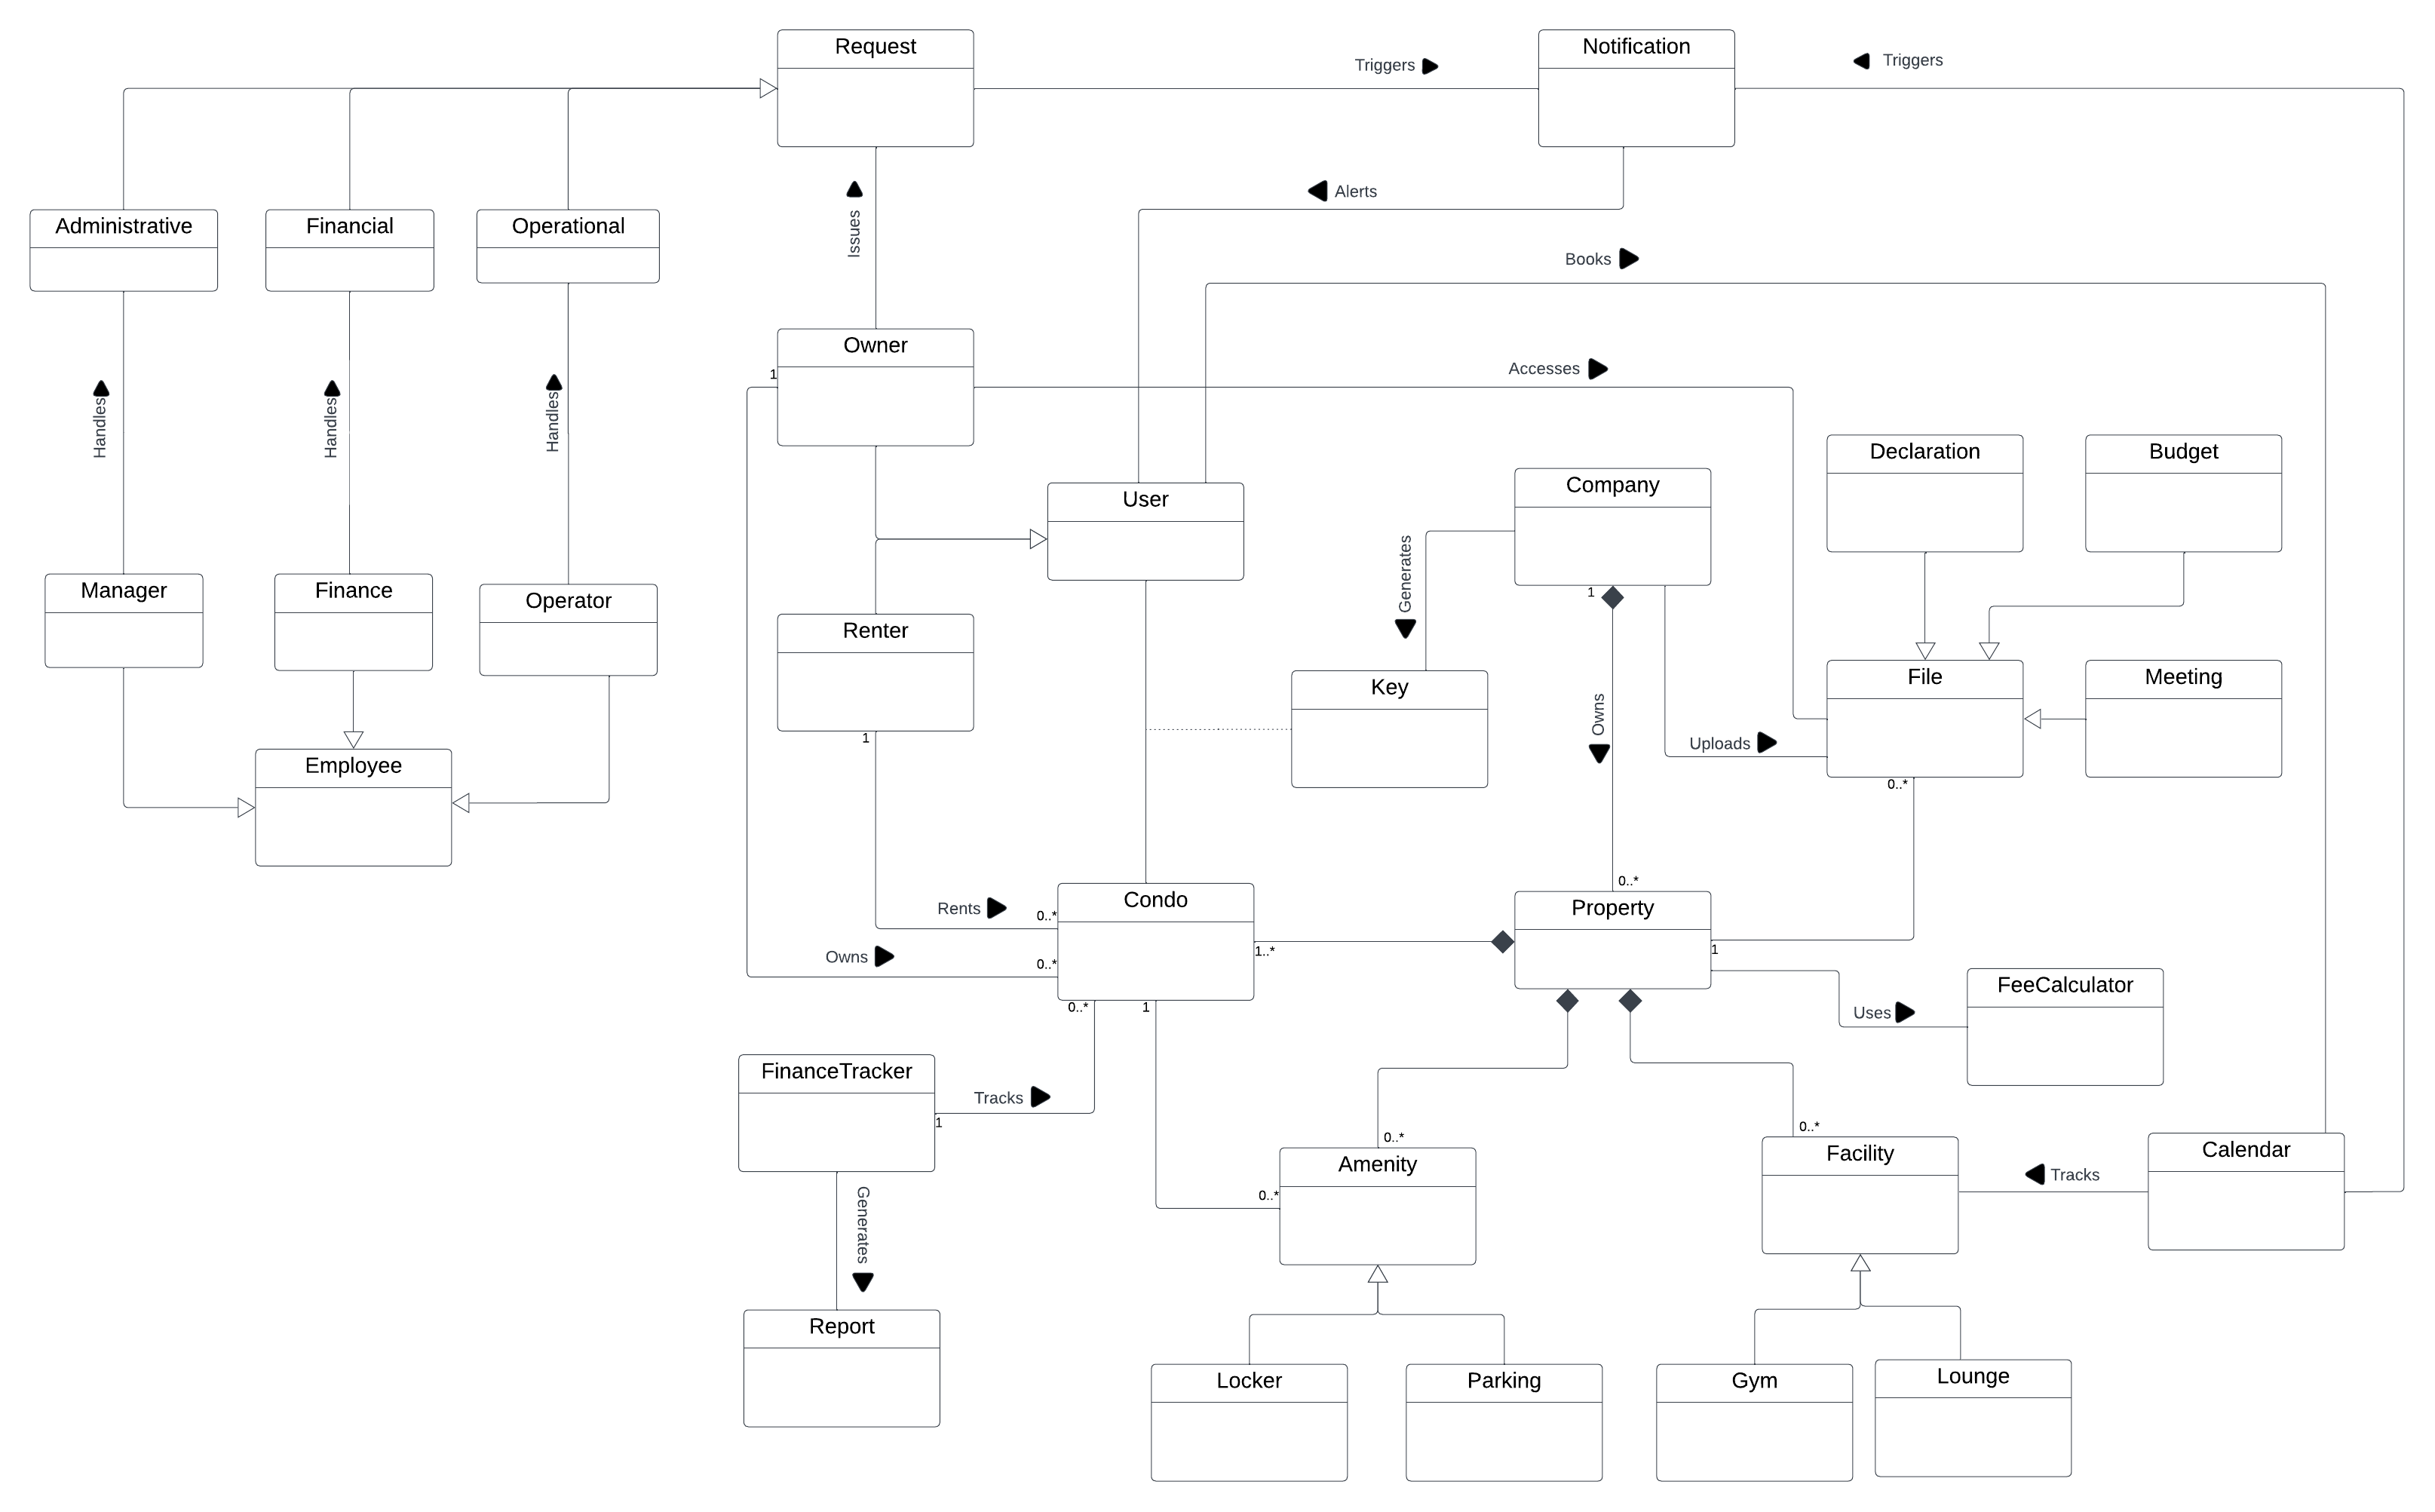 Request
Notification
Triggers
Triggers
Alerts
Issues
Administrative
Financial
Operational
Books
Owner
1
Accesses
Handles
Handles
Handles
Declaration
Budget
User
Company
Generates
1
Manager
Finance
Operator
Renter
1
Key
Owns
Uploads
File
Meeting
0..*
Employee
Rents
0..*
Condo
0..*
Property
Owns
0..*
1..*
1
0..*
1
FeeCalculator
Uses
FinanceTracker
Tracks
1
0..*
0..*
Amenity
0..*
Facility
Tracks
Calendar
Generates
Report
Locker
Parking
Gym
Lounge